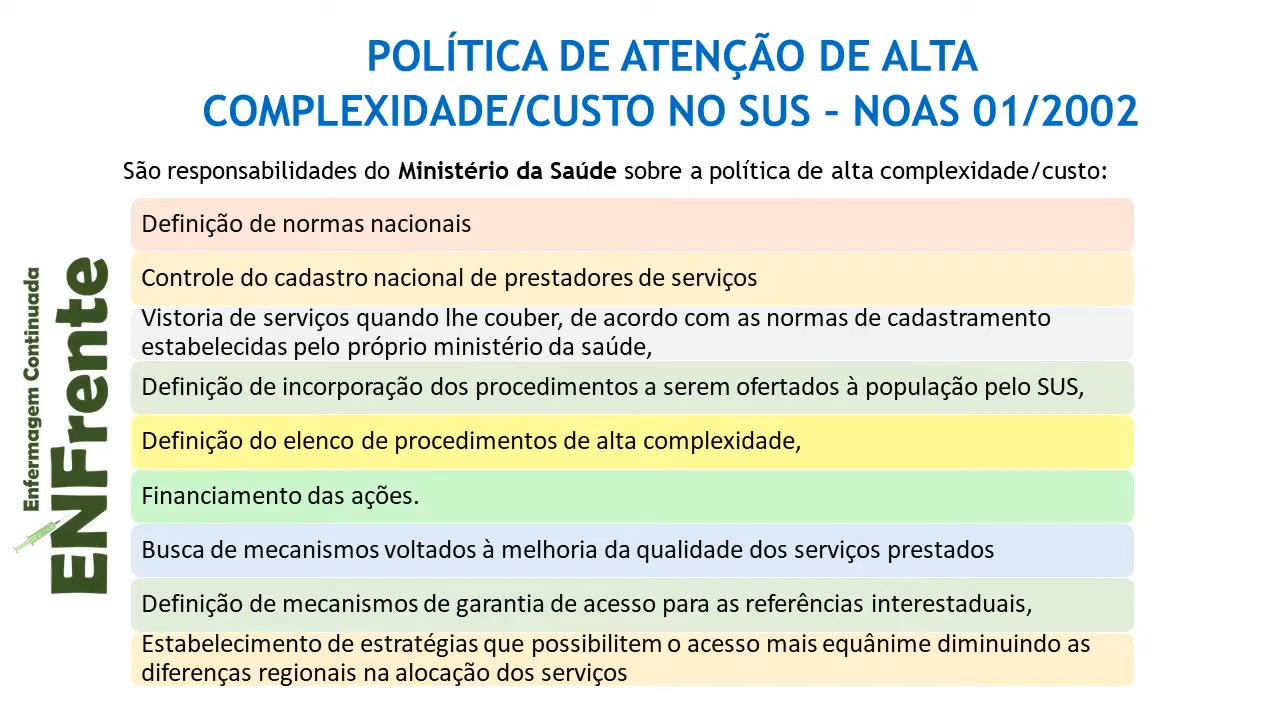 POLÍTICA DE ATENÇÃO DE ALTA
COMPLEXIDADE/CUSTO NO SUS – NOAS 01/2002
São responsabilidades do Ministério da Saúde sobre a política de alta complexidade/custo:
Definição de normas nacionais
Controle do cadastro nacional de prestadores de serviços
Vistoria de serviços quando lhe couber, de acordo com as normas de cadastramento
estabelecidas pelo próprio ministério da saúde,
Definição de incorporação dos procedimentos a serem ofertados à população pelo SUS,
Definição do elenco de procedimentos de alta complexidade,
Financiamento das ações.
Busca de mecanismos voltados à melhoria da qualidade dos serviços prestados
Definição de mecanismos de garantia de acesso para as referências interestaduais,
Estabelecimento de estratégias que possibilitem o acesso mais equânime diminuindo as
diferenças regionais na alocação dos serviços
Enfermagem Continuada
ENFrente